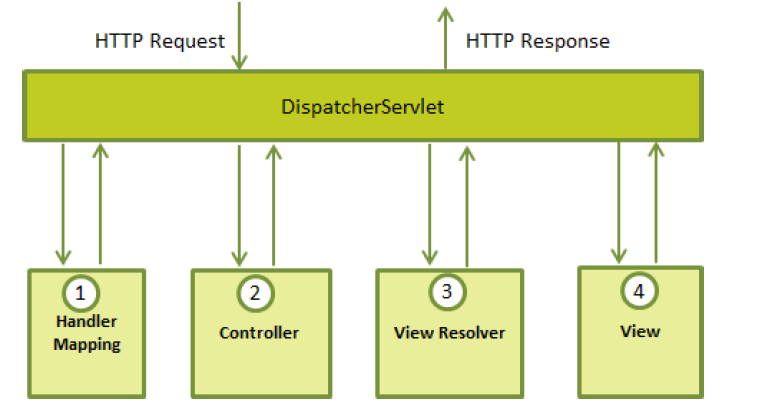 HTTP Request
HTTP Response
DispatcherServlet
1
Handler
Mapping
2
Controller
3
View Resolver
4
View